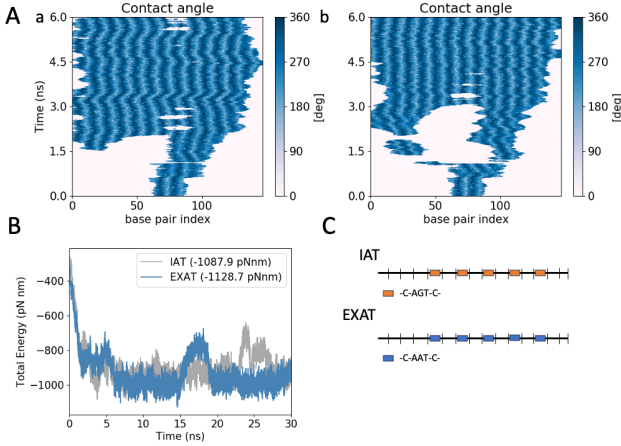 A
a
Contact angle
b
Contact angle
6.0
4.5
3.0
1.5
0.0
Time (ns)
0
50
100
base pair index
360
270
180
90
0
[deg]
6.0
4.5
3.0
1.5
0.0
0
50
100
base pair index
360
270
180
90
0
[deg]
B
IAT (-1087.9 pNnm)
EXAT (-1128.7 pNnm)
−400
−600
−800
−1000
Total Energy (pN nm)
0
5
10
15
20
25
30
Time (ns)
C
IAT
-C-AGT-C-
EXAT
-C-AAT-C-